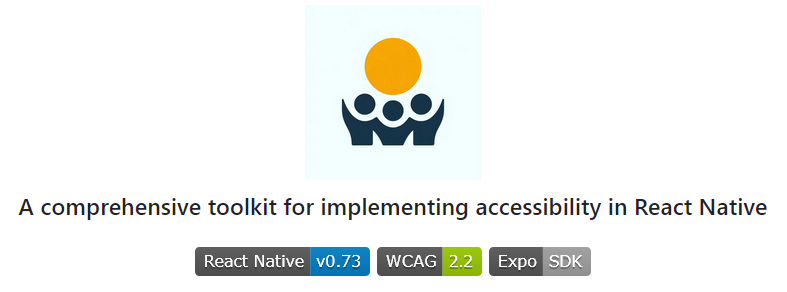 A comprehensive toolkit for implementing accessibility in React Native
React Native v0.73 WCAG 2.2 Expo SDK